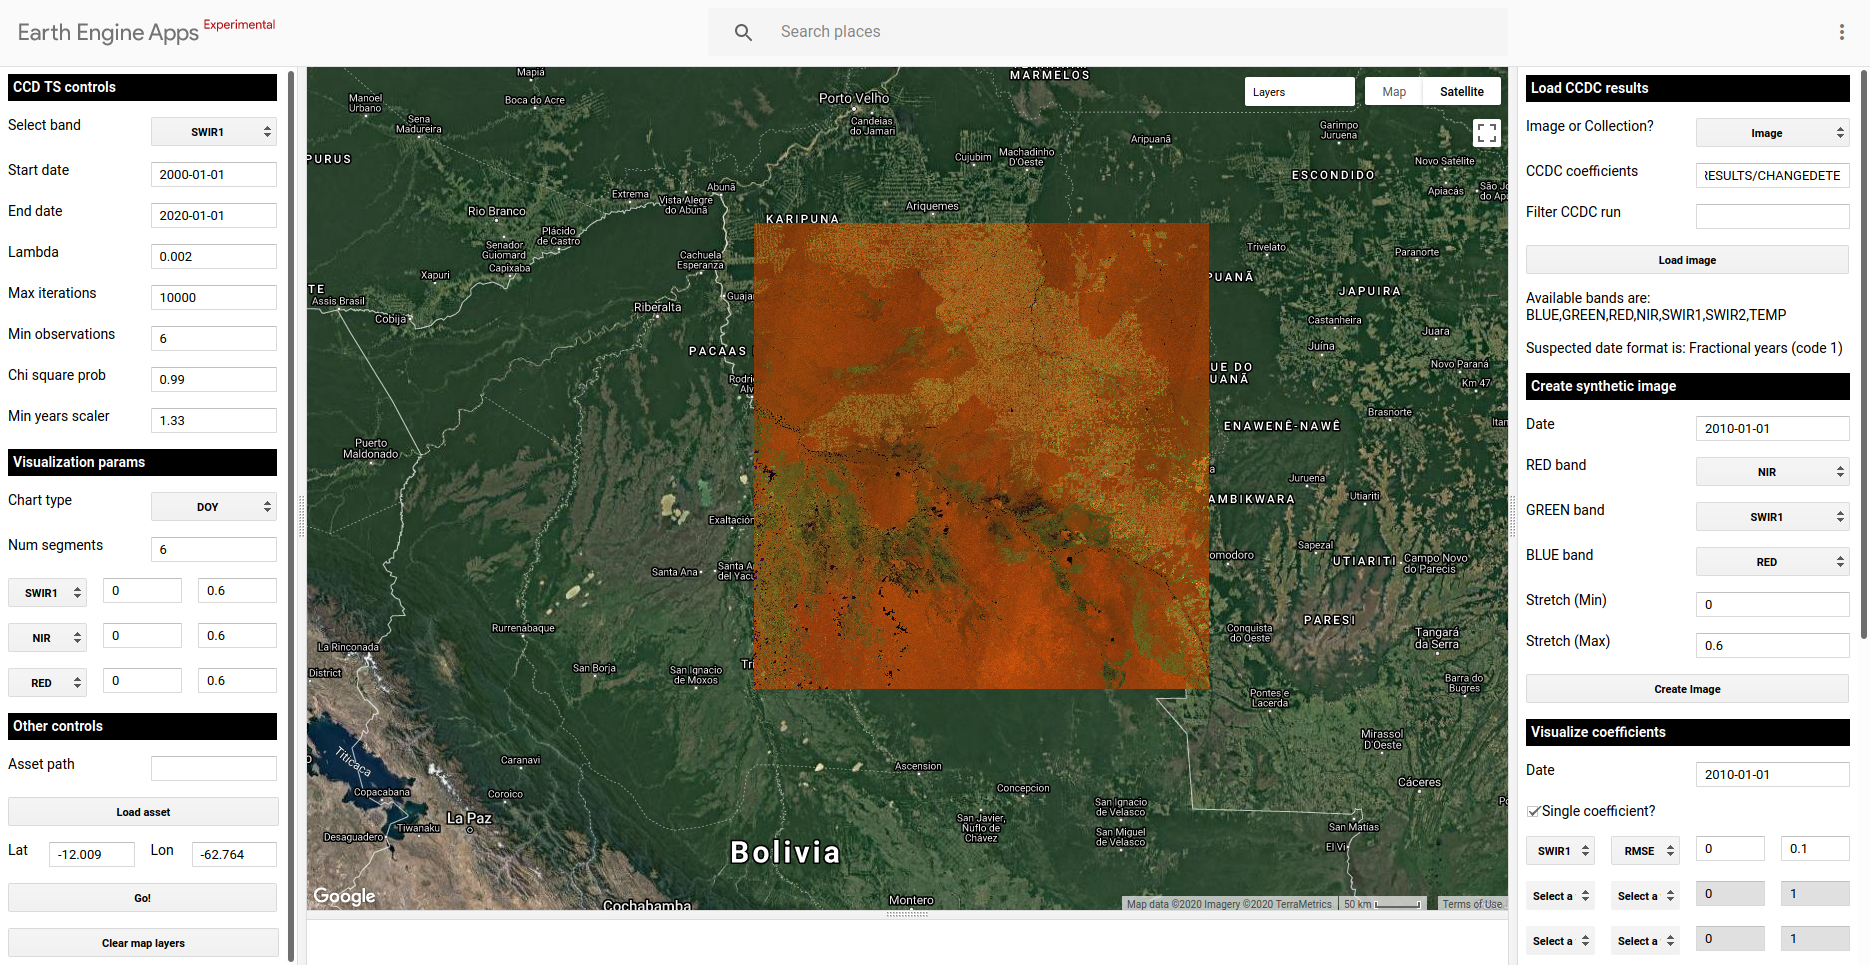 Earth Engine Apps Experimental
Search places
CCD TS controls
Select band
SWIR1
Start date
2000-01-01
End date
2020-01-01
Lambda
0.002
Max iterations
10000
Min observations
6
Chi square prob
0.99
Min years scaler
1.33
Visualization params
Chart type
DOY
Num segments
6
SWIR1 0 0.6
NIR 0 0.6
RED 0 0.6
Other controls
Asset path
Load asset
Lat -12.009 Lon -62.764
Go!
Clear map layers
Layers
Map Satellite
Mapiá
MARMELOS
Manoel
Urbano
Boca do Acre
Porto Velho
Sena
Madureira
Candeias
do Jamari
Aripuanã
Garimpo
Juruena
PURUS
Cujubim
Machadinho
D'Oeste
Novo Satélite
ESCONDIDO
Apiacás
Extrema
Abunã
Vista Alegre
do Abunã
Rio Branco
Ariquemes
KARIPUNA
Plácido
de Castro
Senador
Guiomard
Capixaba
Cachuela
Esperanza
Trivelato
Paranorte
Xapuri
PUANÃ
TE
Assis Brasil
Guaja
JAPUIRA
Cobija
Riberalta
Castanheira
Juara
PACAAS
Juína
Novo Paraná
UE DO
UANÃ
Km 47
Rodri
Alv
Brasnorte
ENAWENÊ-NAWÊ
Itan
Puerto
Maldonado
a
Juruena
AMBIKWARA
Utiariti
Exaltación
Sapezal
omodoro
UTIARITI
Campo Novo
do Parecis
Santa Ana
Santa A
del Yacu
PARESI
Rurrenabaque
Conquista
do Oeste
Tangará
da Serra
La Rinconada
San Borja
San Ignacio
de Moxos
Tri
District
Barra do
Bugres
Pontes e
Lacerda
Mirassol
D'Oeste
Titicaca
Caranavi
Ascension
Cáceres
Copacabana
Coroico
Concepcion
San Ignacio
de Velasco
La Paz
Tiwanaku
San Javier,
Ñuflo de
Chávez
San Matías
Desaguadero
San Miguel
de Velasco
El Vi
Bolivia
Google
Cochabamba
Montero
Map data ©2020 Imagery ©2020 TerraMetrics 50 km Terms of Use
Load CCDC results
Image or Collection?
Image
CCDC coefficients
RESULTS/CHANGEDETE
Filter CCDC run
Load image
Available bands are:
BLUE,GREEN,RED,NIR,SWIR1,SWIR2,TEMP
Suspected date format is: Fractional years (code 1)
Create synthetic image
Date
2010-01-01
RED band
NIR
GREEN band
SWIR1
BLUE band
RED
Stretch (Min)
0
Stretch (Max)
0.6
Create Image
Visualize coefficients
Date
2010-01-01
Single coefficient?
SWIR1 RMSE 0 0.1
Select a Select a 0 1
Select a Select a 0 1